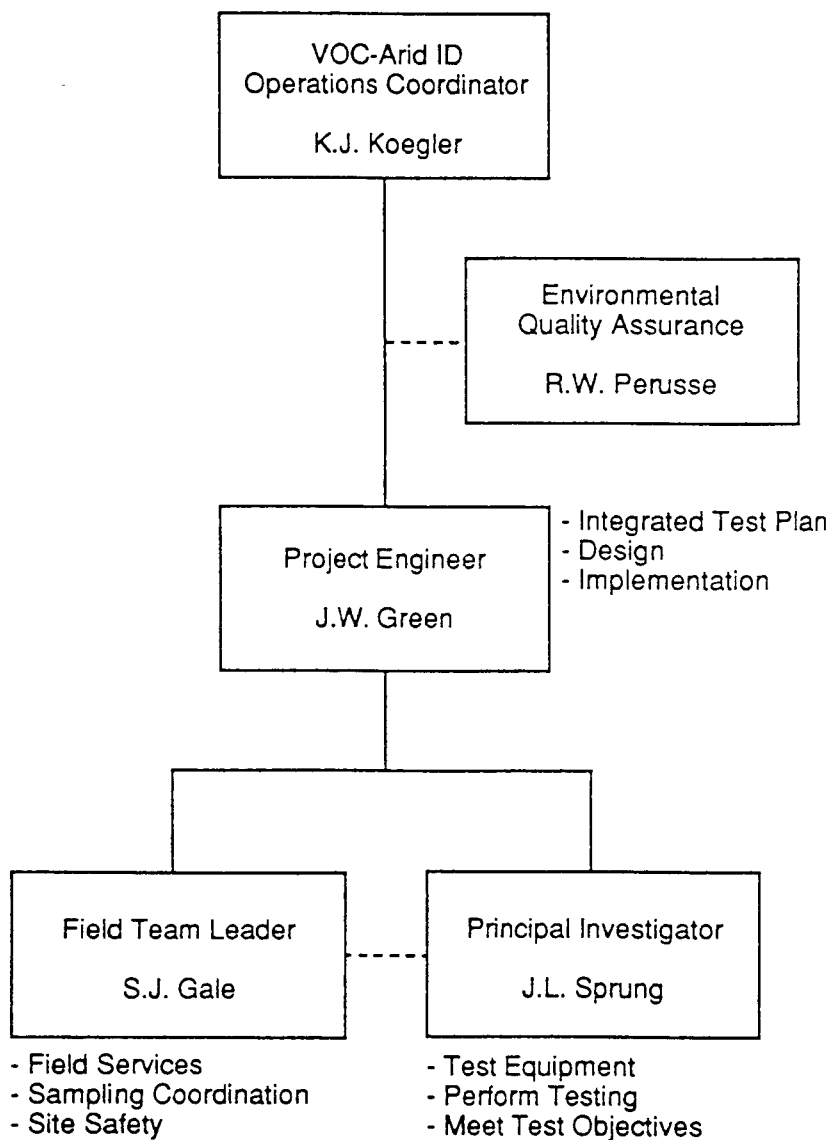 VOC-Arid ID
Operations Coordinator
K.J. Koegler
Environmental
Quality Assurance
R.W. Perusse
Project Engineer
J.W. Green
- Integrated Test Plan
- Design
- Implementation
Field Team Leader
S.J. Gale
- Field Services
- Sampling Coordination
- Site Safety
Principal Investigator
J.L. Sprung
- Test Equipment
- Perform Testing
- Meet Test Objectives